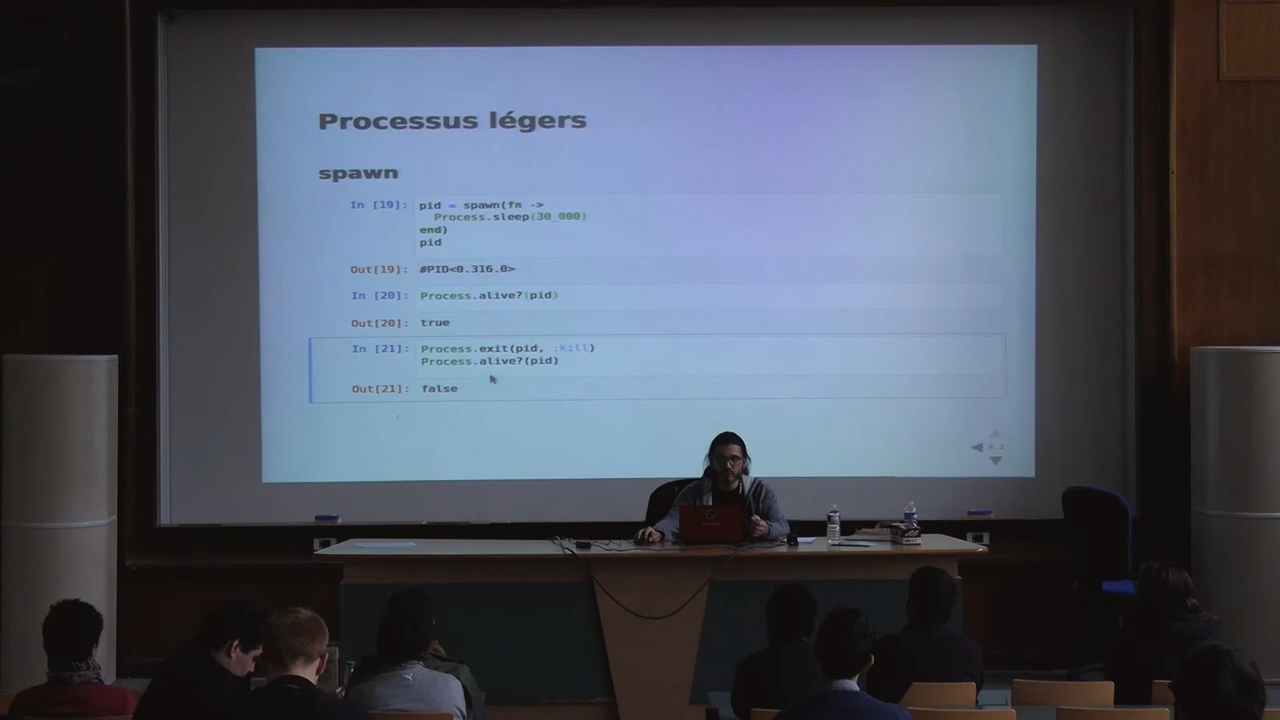 Processus légers
spawn
In [19]: pid = spawn(fn ->
Process.sleep(30_000)
end)
pid
Out[19]: #PID<0.316.0>
In [20]: Process.alive?(pid)
Out[20]: true
In [21]: Process.exit(pid, :kill)
Process.alive?(pid)
Out[21]: false